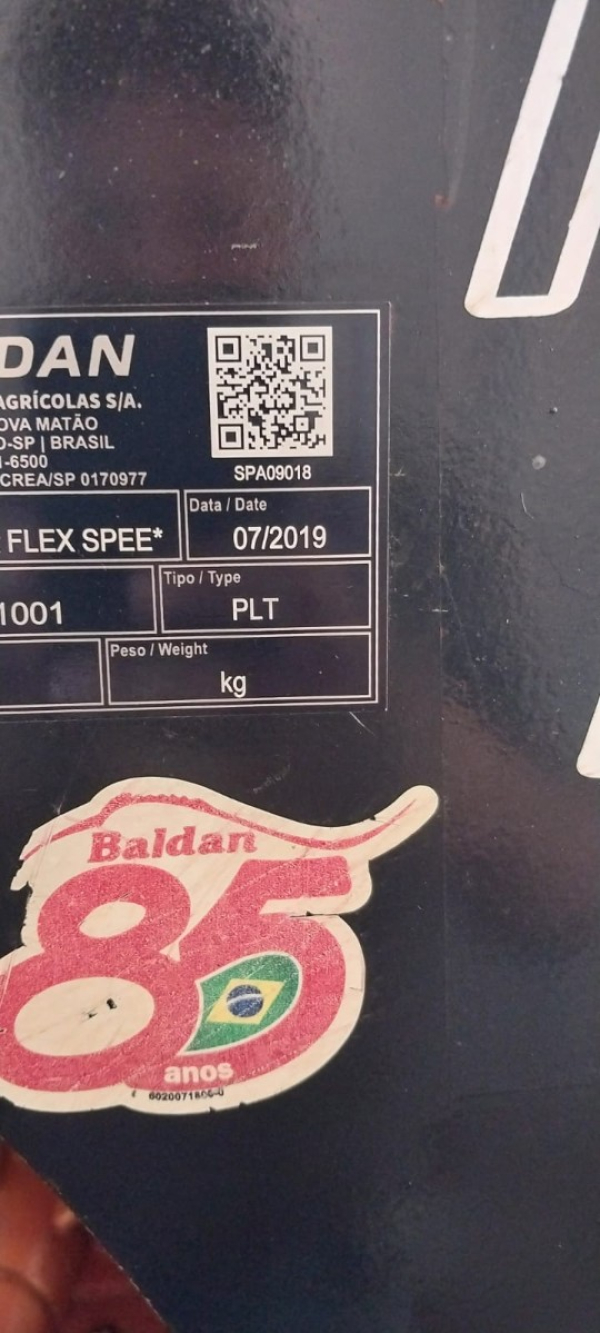 DAN
AGRÍCOLAS S/A.
OVA MATÃO
O-SP | BRASIL
1-6500
CREA/SP 0170977
SPA09018
FLEX SPEE*
Data / Date
07/2019
1001
Tipo / Type
PLT
Peso / Weight
kg
Baldan
85
anos